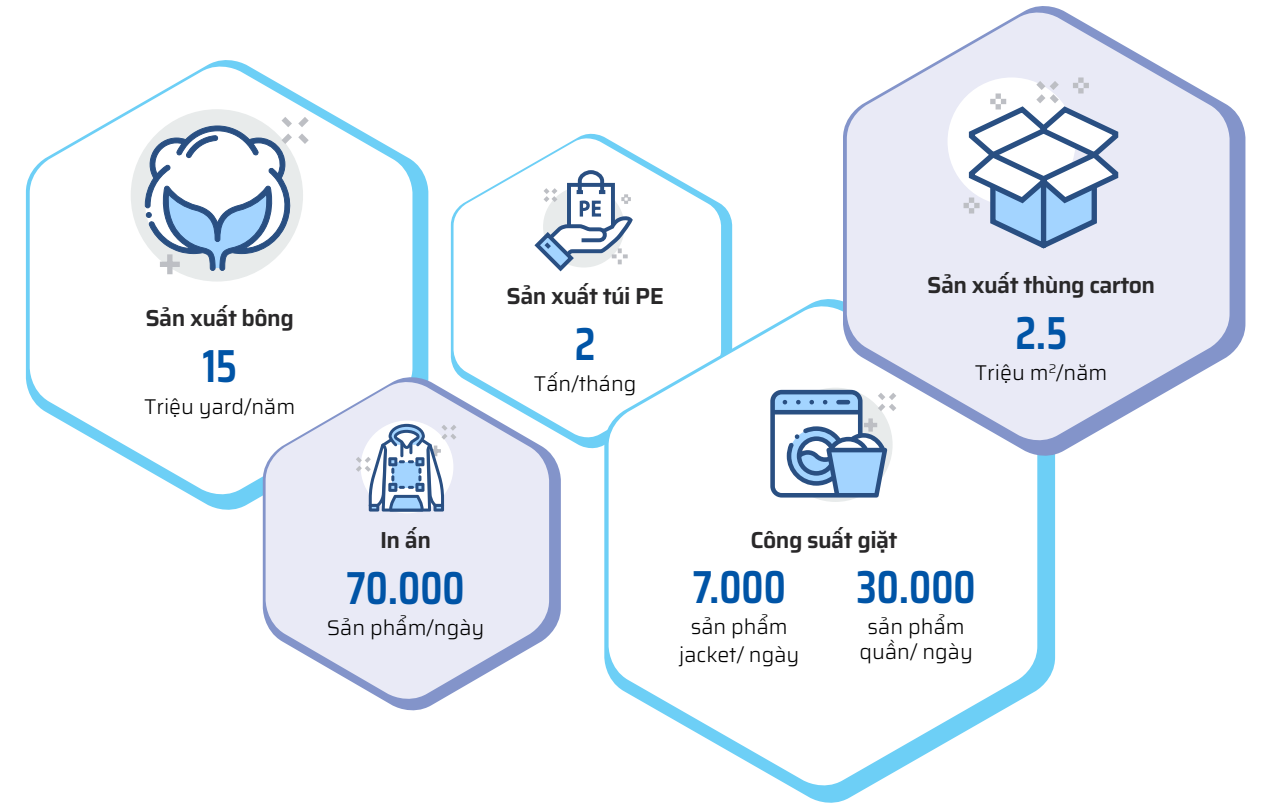 Sản xuất bông
15
Triệu yard/năm
PE
Sản xuất túi PE
2
Tấn/tháng
Sản xuất thùng carton
2.5
Triệu m²/năm
In ấn
70.000
Sản phẩm/ngày
Công suất giặt
7.000
sản phẩm
jacket/ ngày
30.000
sản phẩm
quần/ ngày